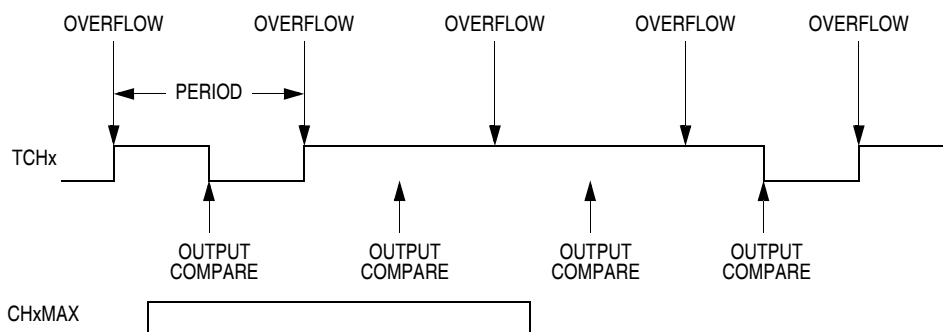 OVERFLOW OVERFLOW OVERFLOW OVERFLOW OVERFLOW
PERIOD
TCHx
OUTPUT OUTPUT OUTPUT OUTPUT
COMPARE COMPARE COMPARE COMPARE
CHxMAX